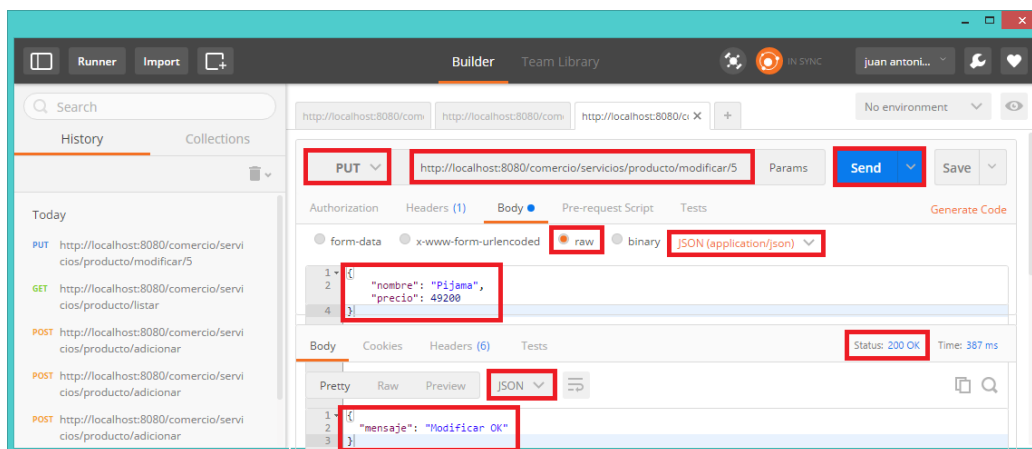 Runner Import Builder Team Library IN SYNC juan antoni...
Search
History Collections
Today
PUT http://localhost:8080/comercio/servi
cios/producto/modificar/5
GET http://localhost:8080/comercio/servi
cios/producto/listar
POST http://localhost:8080/comercio/servi
cios/producto/adicionar
POST http://localhost:8080/comercio/servi
cios/producto/adicionar
POST http://localhost:8080/comercio/servi
cios/producto/adicionar
http://localhost:8080/com http://localhost:8080/com http://localhost:8080/c X + No environment
PUT http://localhost:8080/comercio/servicios/producto/modificar/5 Params Send Save
Authorization Headers (1) Body Pre-request Script Tests Generate Code
form-data x-www-form-urlencoded raw binary JSON (application/json)
1 {
2 "nombre": "Pijama",
"precio": 49200
4 }
Body Cookies Headers (6) Tests Status: 200 OK Time: 387 ms
Pretty Raw Preview JSON
1 {
2 "mensaje": "Modificar OK"
3 }